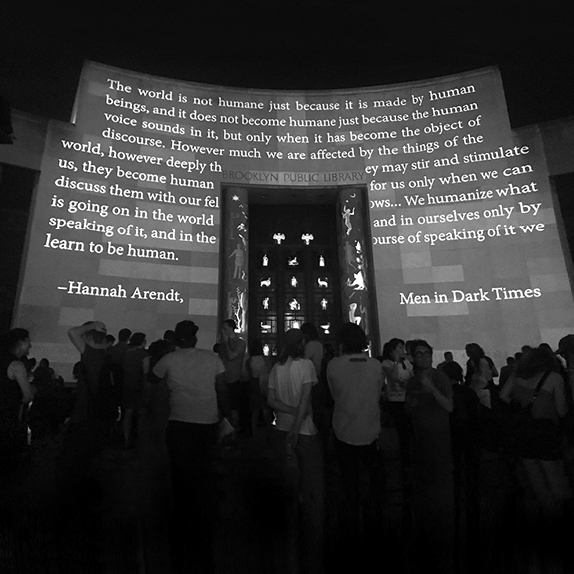 The world is not humane just because it is made by human
beings, and it does not become humane just because the human
voice sounds in it, but only when it has become the object of
discourse. However much we are affected by the things of the
world, however deeply th ey may stir and stimulate
us, they become human for us only when we can
discuss them with our fel ows... We humanize what
is going on in the world and in ourselves only by
speaking of it, and in the ourse of speaking of it we
learn to be human.
BROOKLYN PUBLIC LIBRARY
–Hannah Arendt, Men in Dark Times